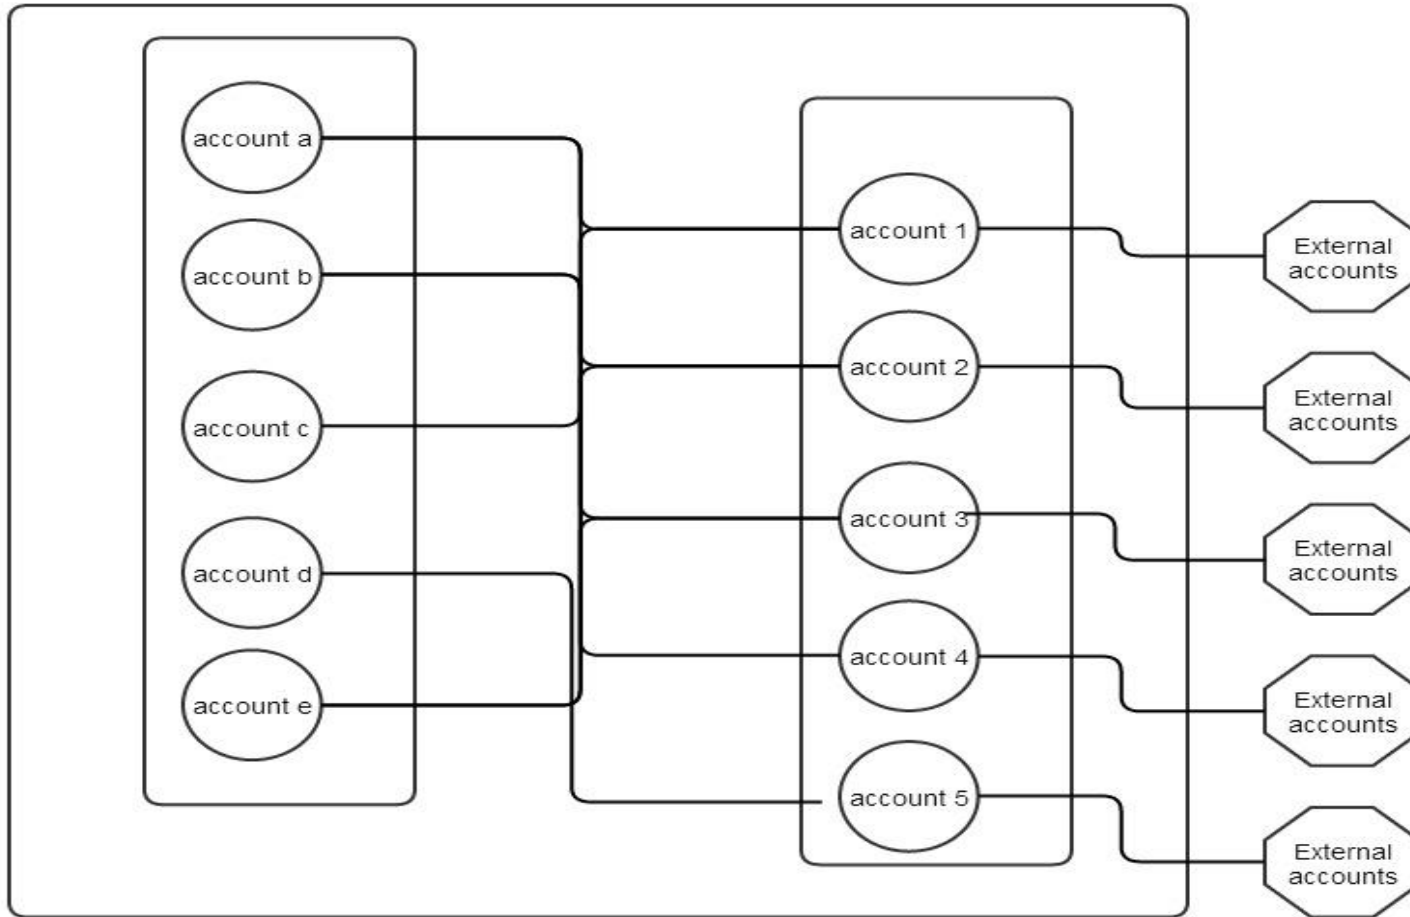 account a
account b
account c
account d
account e
account 1
account 2
account 3
account 4
account 5
External
accounts
External
accounts
External
accounts
External
accounts
External
accounts